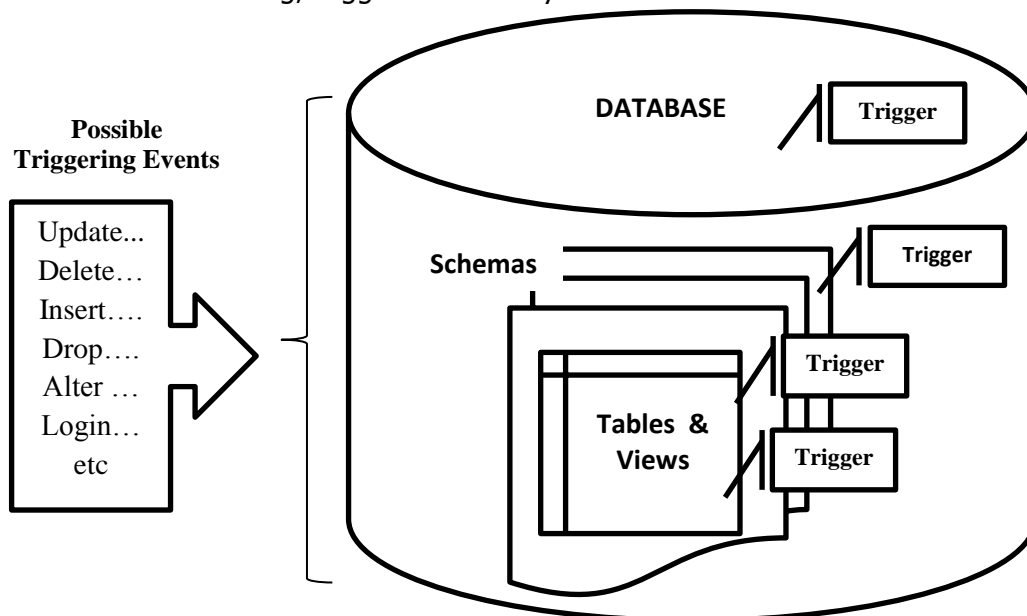 DATABASE
Trigger
Possible
Triggering Events
Update...
Delete…
Insert….
Drop….
Alter …
Login…
etc
Schemas
Trigger
Trigger
Tables & 
Views
Trigger